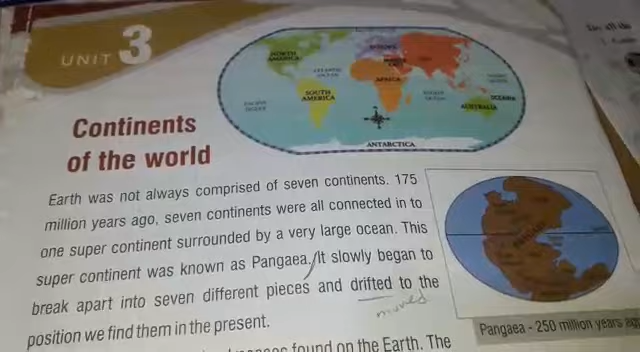 UNIT 3
NORTH
AMERICA
SOUTH
AMERICA
AFRICA
AUSTRALIA
ANTARCTICA
Continents
of the world
Earth was not always comprised of seven continents. 175
million years ago, seven continents were all connected in to
one super continent surrounded by a very large ocean. This
super continent was known as Pangaea. It slowly began to
break apart into seven different pieces and drifted to the
moved
position we find them in the present.
found on the Earth. The
Pangaea - 250 million years ago